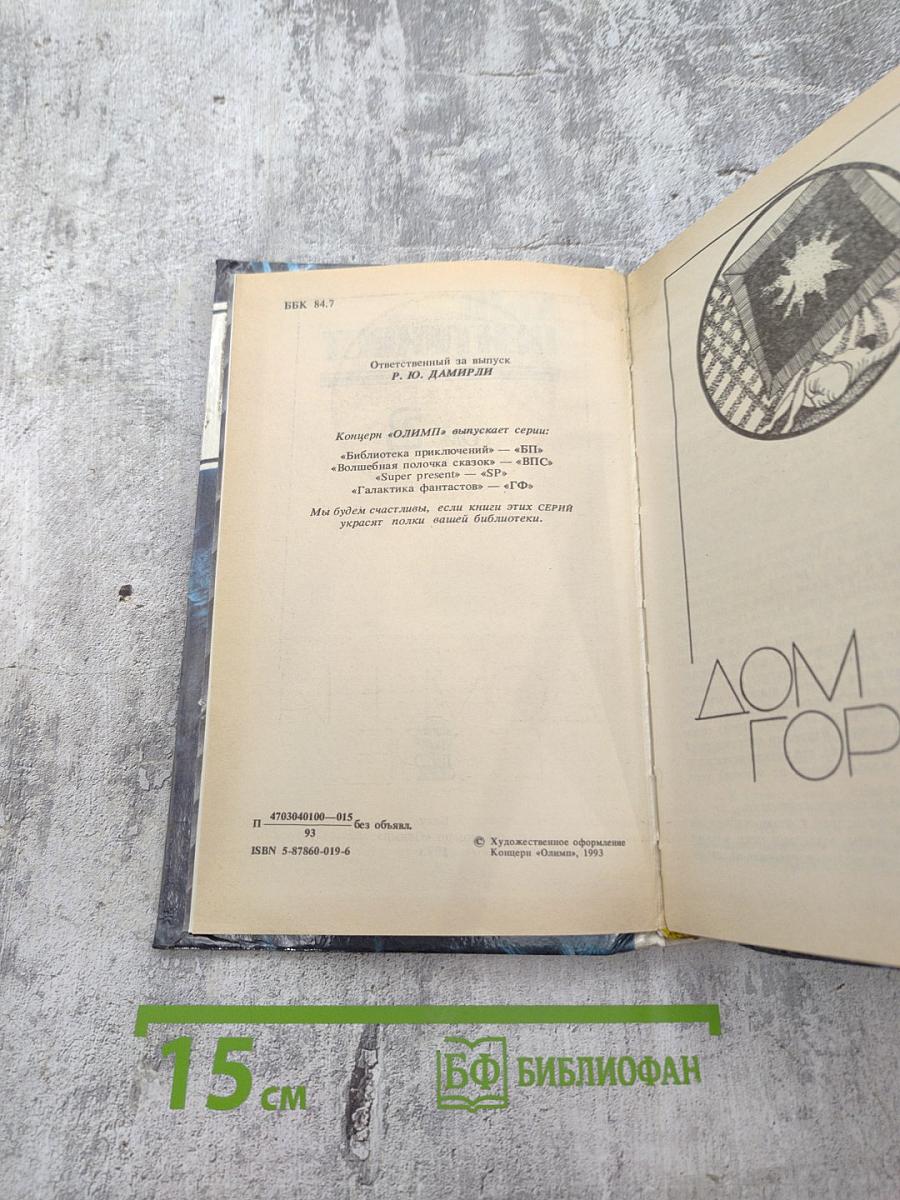 ББК 84.7
Ответственный за выпуск
Р. Ю. ДАМИРЛИ
Концерн «ОЛИМП» выпускает серии:
«Библиотека приключений» — «БП»
«Волшебная полочка сказок» — «ВПС»
«Super present» — «SP»
«Галактика фантастов» — «ГФ»
Мы будем счастливы, если книги этих СЕРИЙ
украсят полки вашей библиотеки.
П 4703040100—015 без объявл.
93
ISBN 5-87860-019-6
© Художественное оформление
Концерн «Олимп», 1993
ДОМ
ГОР
15 см
БФ БИБЛИОФАН